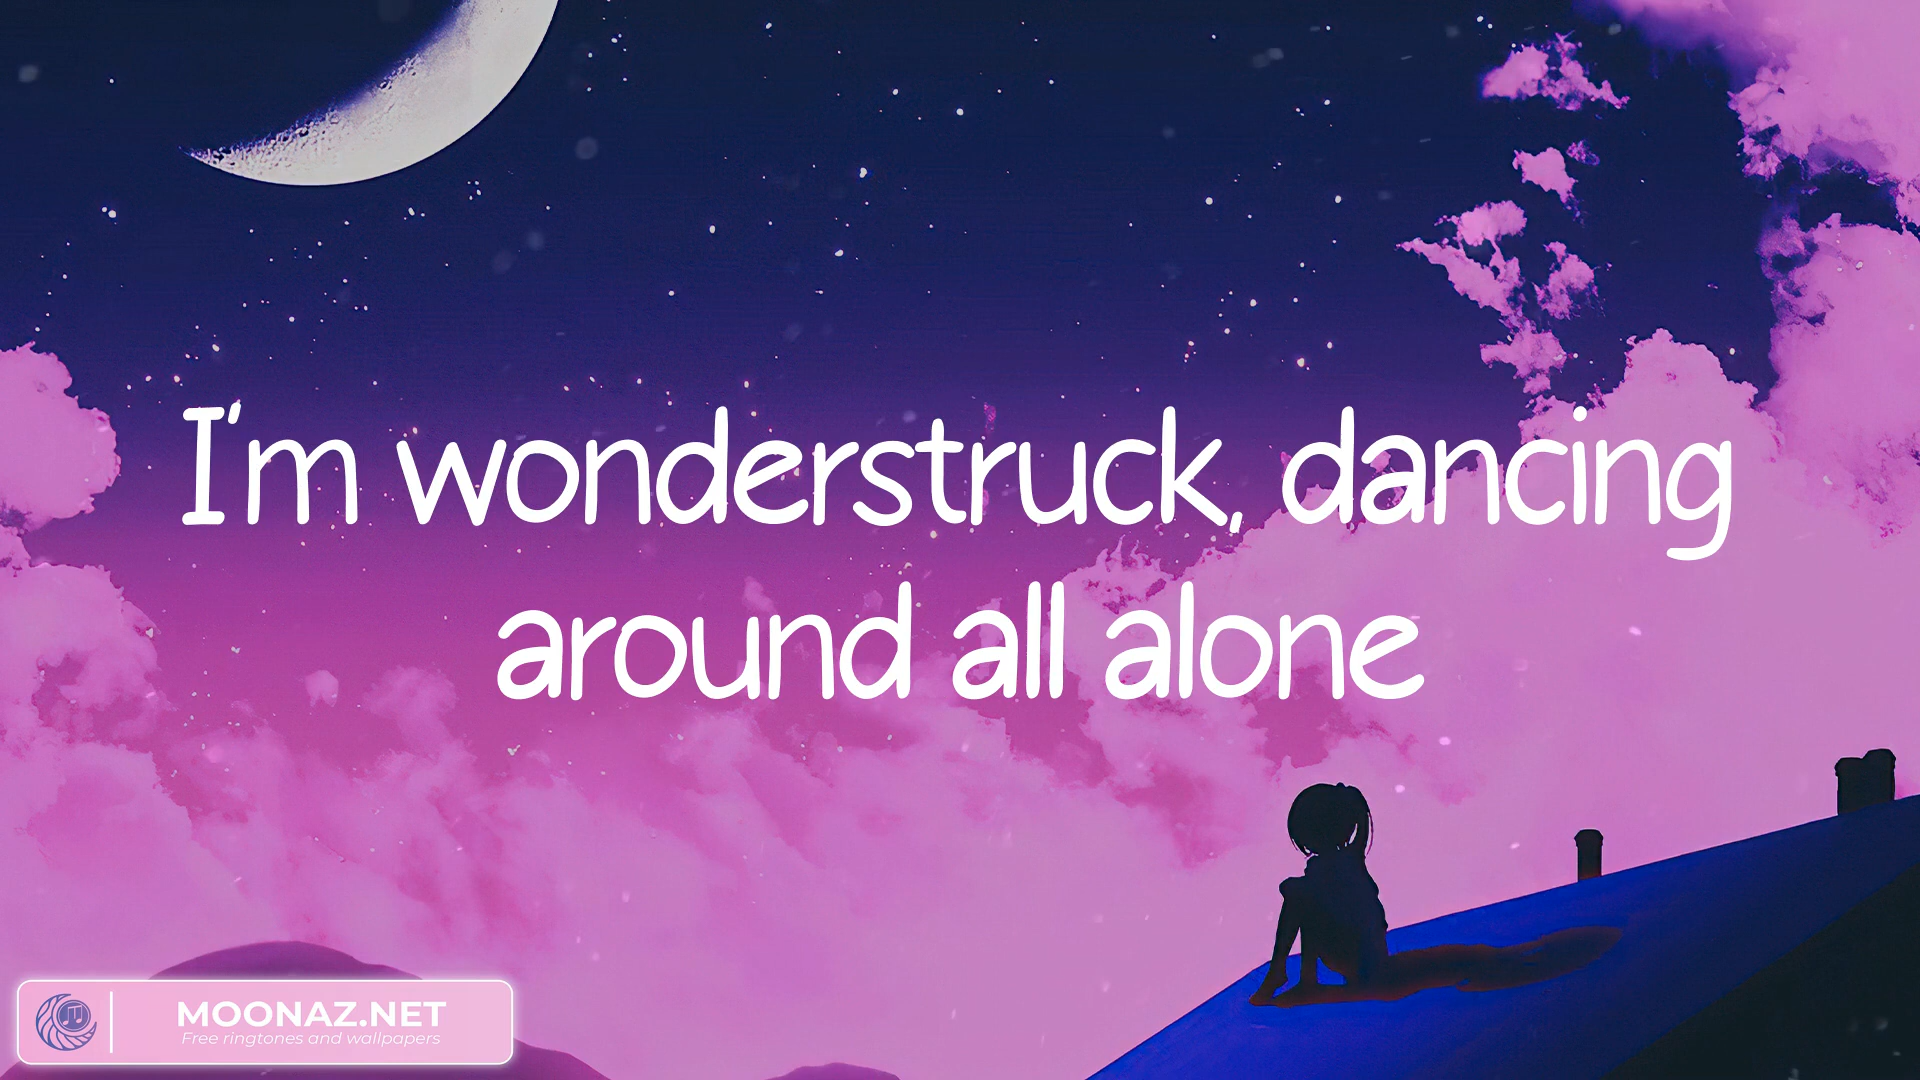 I'm wonderstruck, dancing
around all alone
MOONAZ.NET
Free ringtones and wallpapers